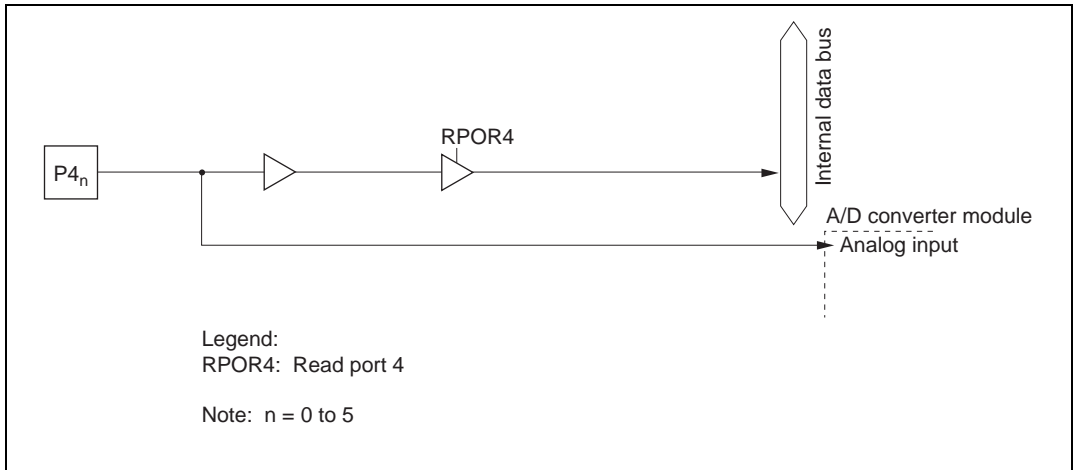 P4n
RPOR4
Internal data bus
A/D converter module
Analog input
Legend:
RPOR4: Read port 4
Note: n = 0 to 5